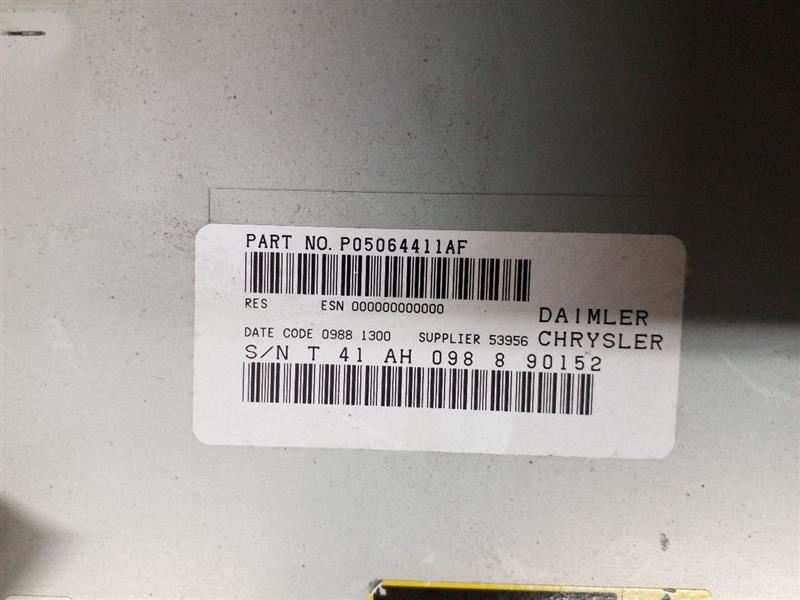 PART NO. P05064411AF
RES ESN 000000000000
DAIMLER
DATE CODE 0988 1300 SUPPLIER 53956 CHRYSLER
S/N T 41 AH 098 8 90152